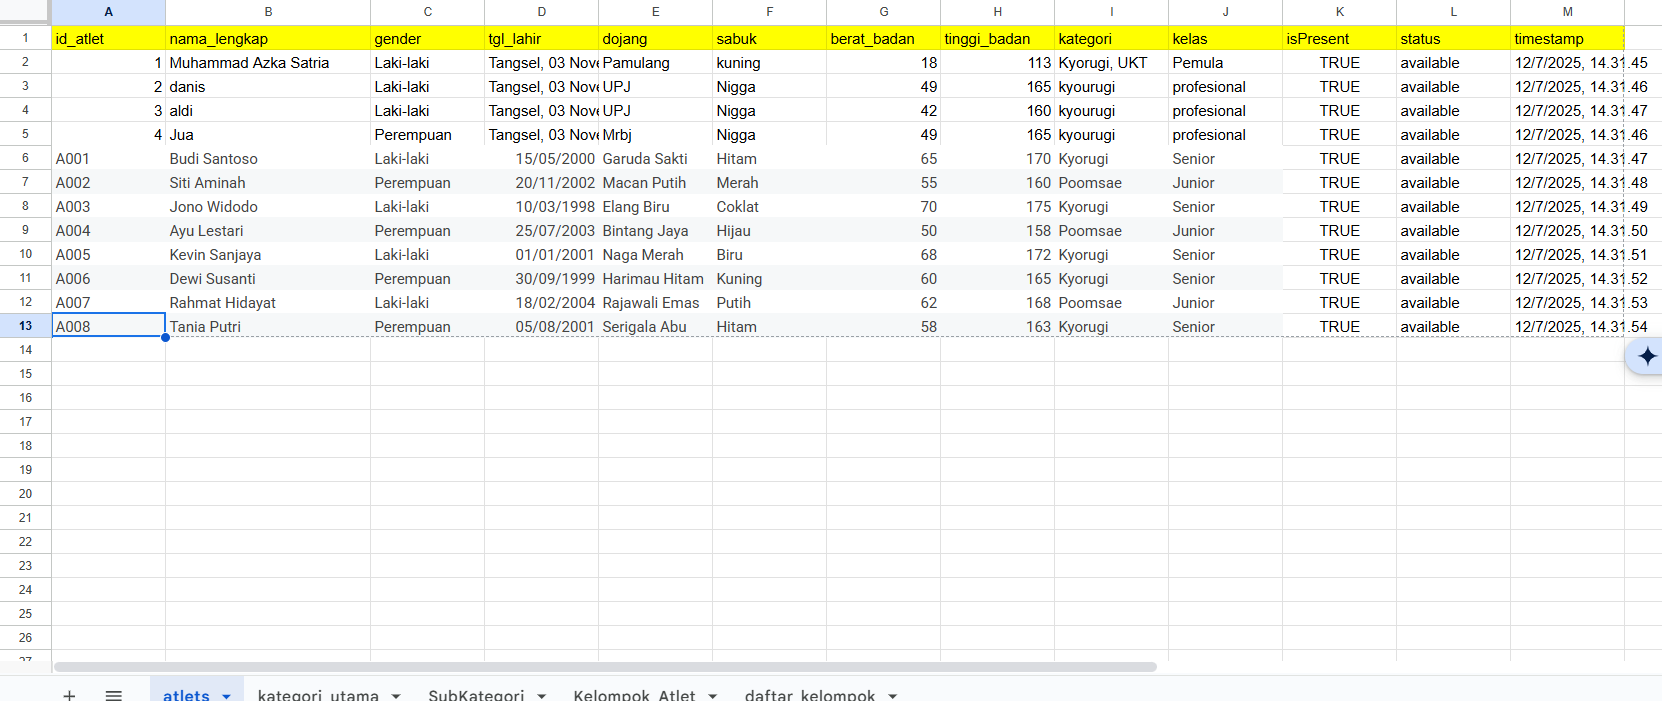 A B C D E F G H I J K L M
1 id_atlet nama_lengkap gender tgl_lahir dojang sabuk berat_badan tinggi_badan kategori kelas isPresent status timestamp
2 1 Muhammad Azka Satria Laki-laki Tangsel, 03 Nove Pamulang kuning 18 113 Kyorugi, UKT Pemula TRUE available 12/7/2025, 14.31.45
3 2 danis Laki-laki Tangsel, 03 Nove UPJ Nigga 49 165 kyourugi profesional TRUE available 12/7/2025, 14.31.46
4 3 aldi Laki-laki Tangsel, 03 Nove UPJ Nigga 42 160 kyourugi profesional TRUE available 12/7/2025, 14.31.47
5 4 Jua Perempuan Tangsel, 03 Nove Mrbj Nigga 49 165 kyourugi profesional TRUE available 12/7/2025, 14.31.46
6 A001 Budi Santoso Laki-laki 15/05/2000 Garuda Sakti Hitam 65 170 Kyorugi Senior TRUE available 12/7/2025, 14.31.47
7 A002 Siti Aminah Perempuan 20/11/2002 Macan Putih Merah 55 160 Poomsae Junior TRUE available 12/7/2025, 14.31.48
8 A003 Jono Widodo Laki-laki 10/03/1998 Elang Biru Coklat 70 175 Kyorugi Senior TRUE available 12/7/2025, 14.31.49
9 A004 Ayu Lestari Perempuan 25/07/2003 Bintang Jaya Hijau 50 158 Poomsae Junior TRUE available 12/7/2025, 14.31.50
10 A005 Kevin Sanjaya Laki-laki 01/01/2001 Naga Merah Biru 68 172 Kyorugi Senior TRUE available 12/7/2025, 14.31.51
11 A006 Dewi Susanti Perempuan 30/09/1999 Harimau Hitam Kuning 60 165 Kyorugi Senior TRUE available 12/7/2025, 14.31.52
12 A007 Rahmat Hidayat Laki-laki 18/02/2004 Rajawali Emas Putih 62 168 Poomsae Junior TRUE available 12/7/2025, 14.31.53
13 A008 Tania Putri Perempuan 05/08/2001 Serigala Abu Hitam 58 163 Kyorugi Senior TRUE available 12/7/2025, 14.31.54
14
15
16
17
18
19
20
21
22
23
24
25
26
27
atlets kategori_utama SubKategori Kelompok_Atlet daftar_kelompok